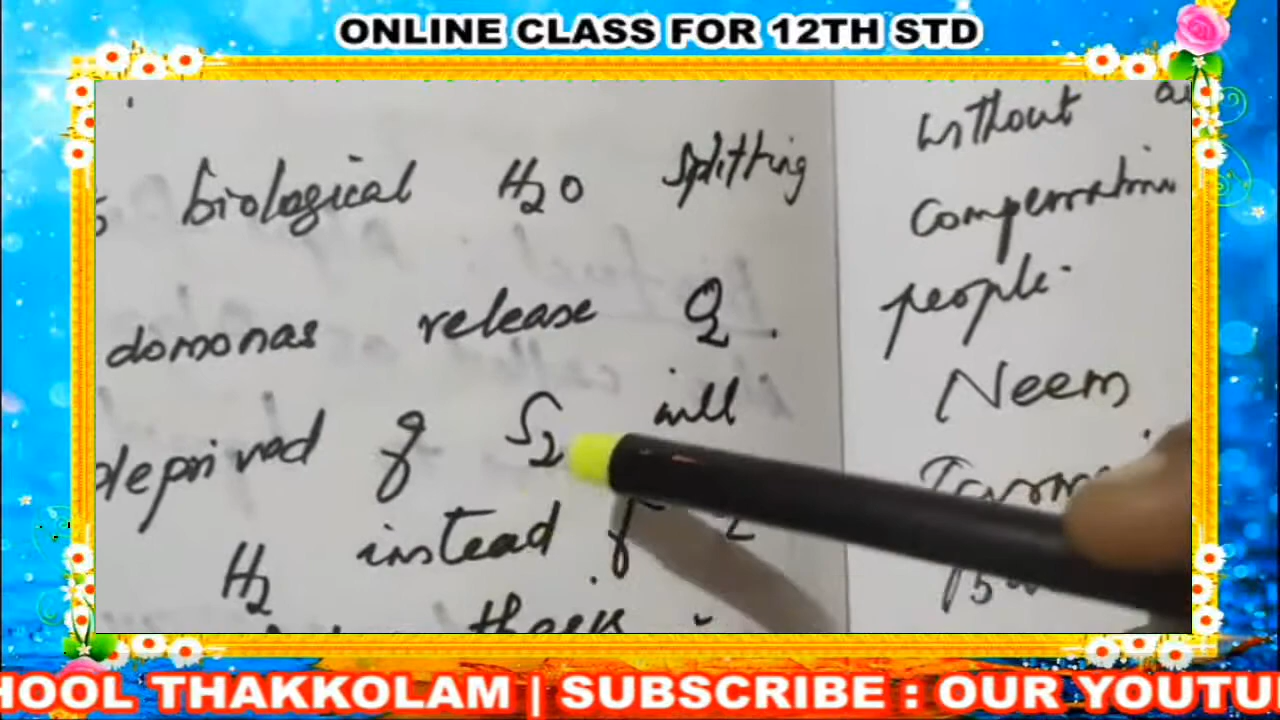 ONLINE CLASS FOR 12TH STD
biological H2O splitting
domonas release O2.
deprived of S2 will
H2 instead of
without
compensation
people.
Neem
HOOL THAKKOLAM | SUBSCRIBE : OUR YOUTU